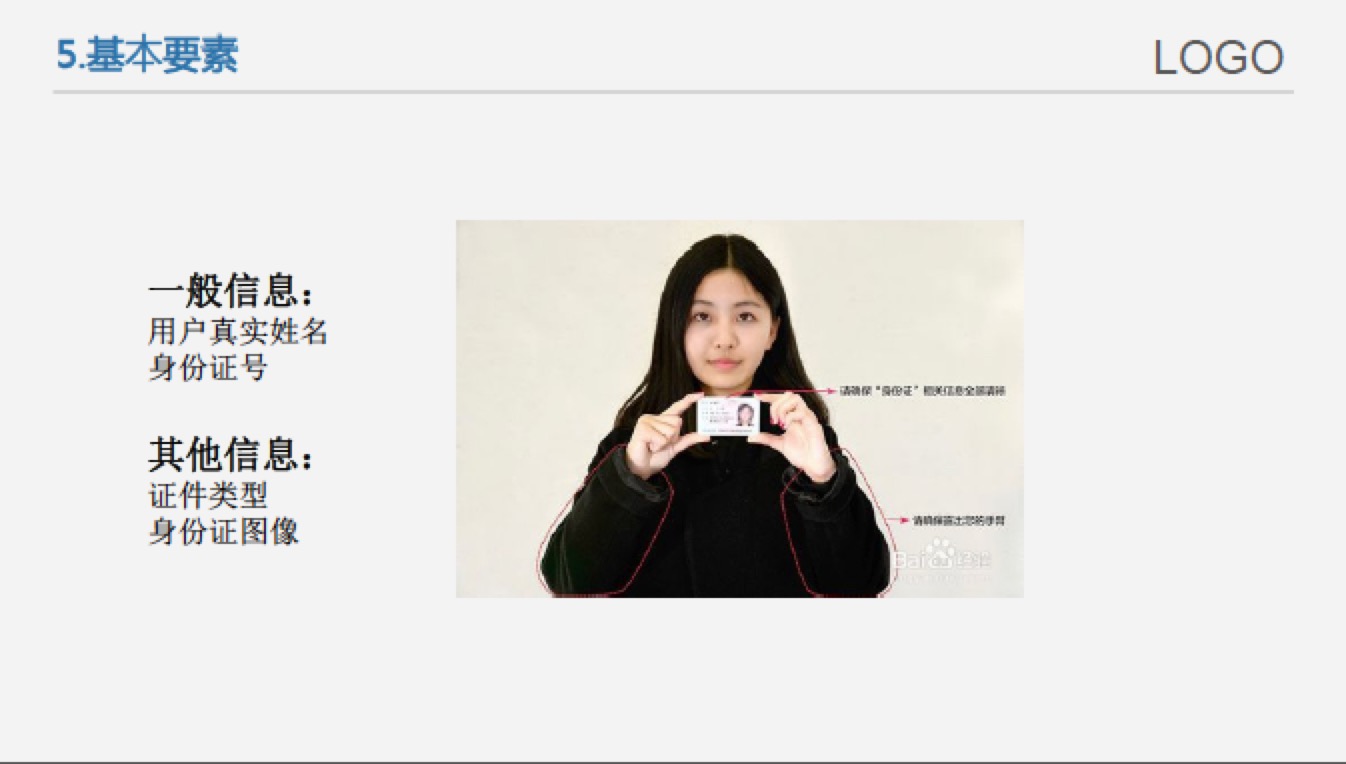 5.基本要素
LOGO
一般信息：
用户真实姓名
身份证号
其他信息：
证件类型
身份证图像
请确保“身份证”相关信息全部清晰
请确保露出您的手臂
Baidu经验